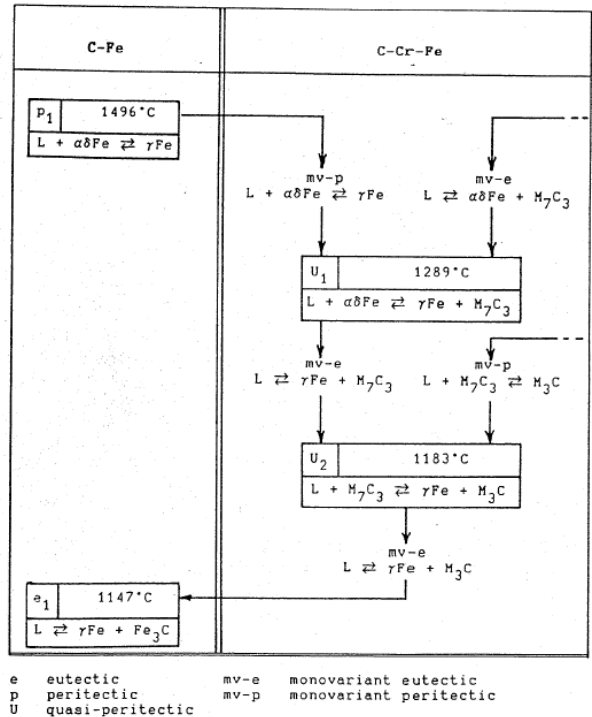 C-Fe
C-Cr-Fe
p₁ 1496°C
L + αδFe ⇄ γFe
mv-p
L + αδFe ⇄ γFe
mv-e
L ⇄ αδFe + M₇C₃
U₁ 1289°C
L + αδFe ⇄ γFe + M₇C₃
mv-e
L ⇄ γFe + M₇C₃
mv-p
L + M₇C₃ ⇄ M₃C
U₂ 1183°C
L + M₇C₃ ⇄ γFe + M₃C
mv-e
L ⇄ γFe + M₃C
e₁ 1147°C
L ⇄ γFe + Fe₃C
e eutectic mv-e monovariant eutectic
p peritectic mv-p monovariant peritectic
U quasi-peritectic